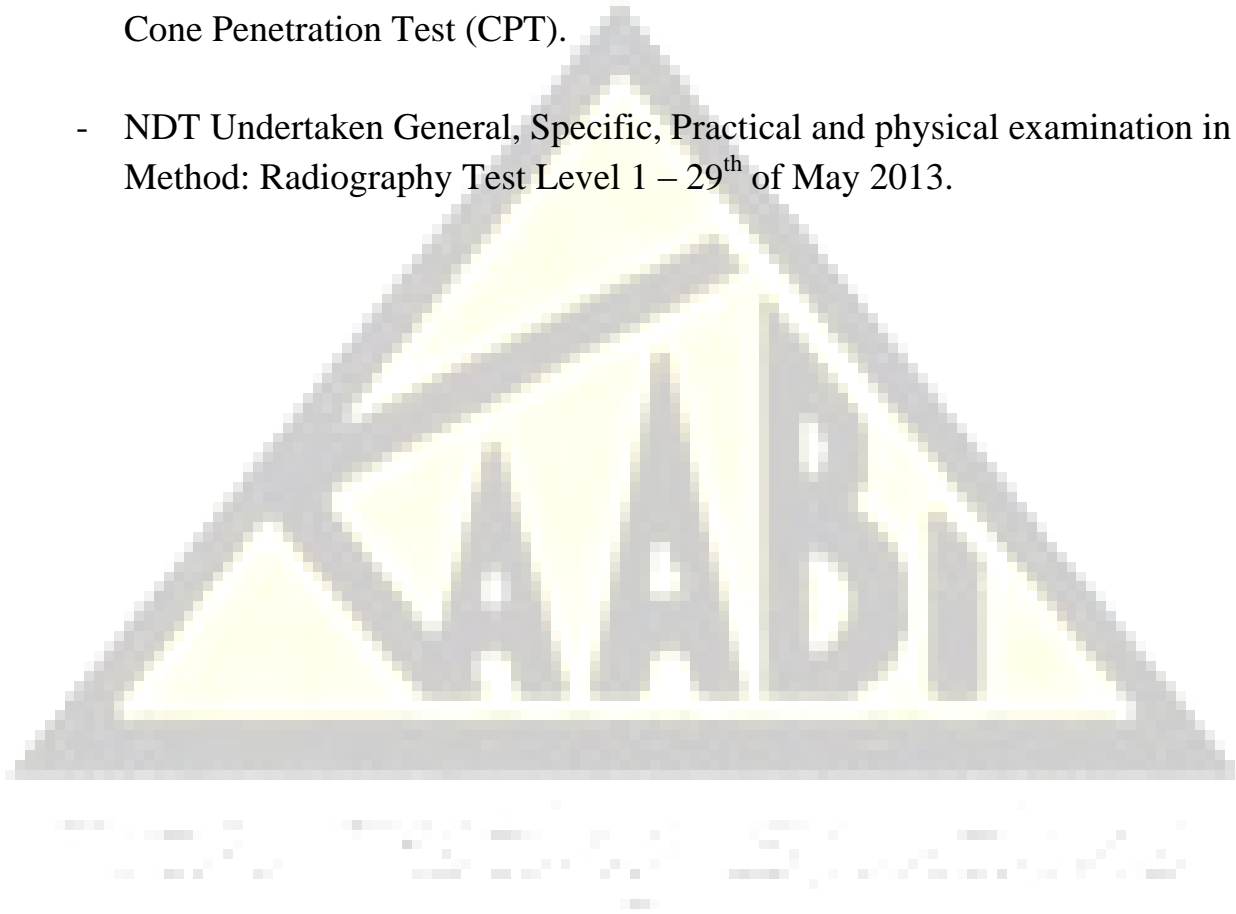 Cone Penetration Test (CPT).
- NDT Undertaken General, Specific, Practical and physical examination in
Method: Radiography Test Level 1 – 29th of May 2013.
KAABI